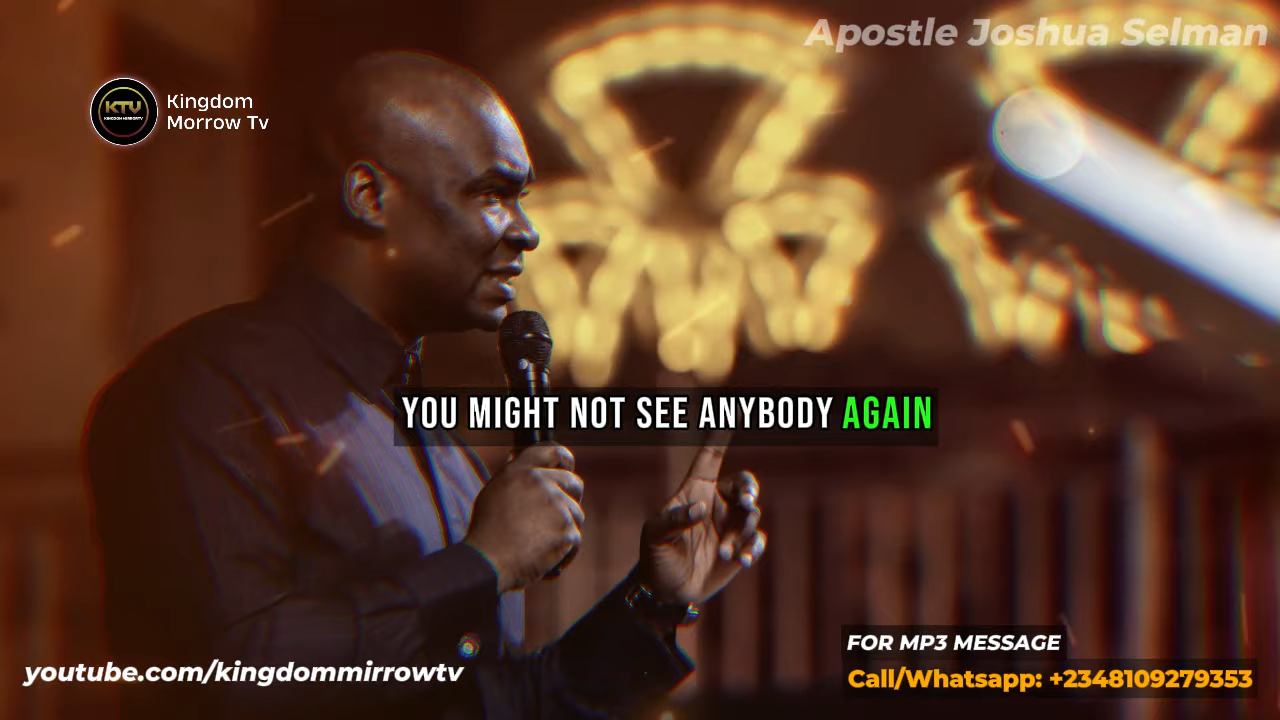 Apostle Joshua Selman
KTV
Kingdom
Morrow Tv
YOU MIGHT NOT SEE ANYBODY AGAIN
FOR MP3 MESSAGE
youtube.com/kingdommirrowtv
Call/Whatsapp: +2348109279353